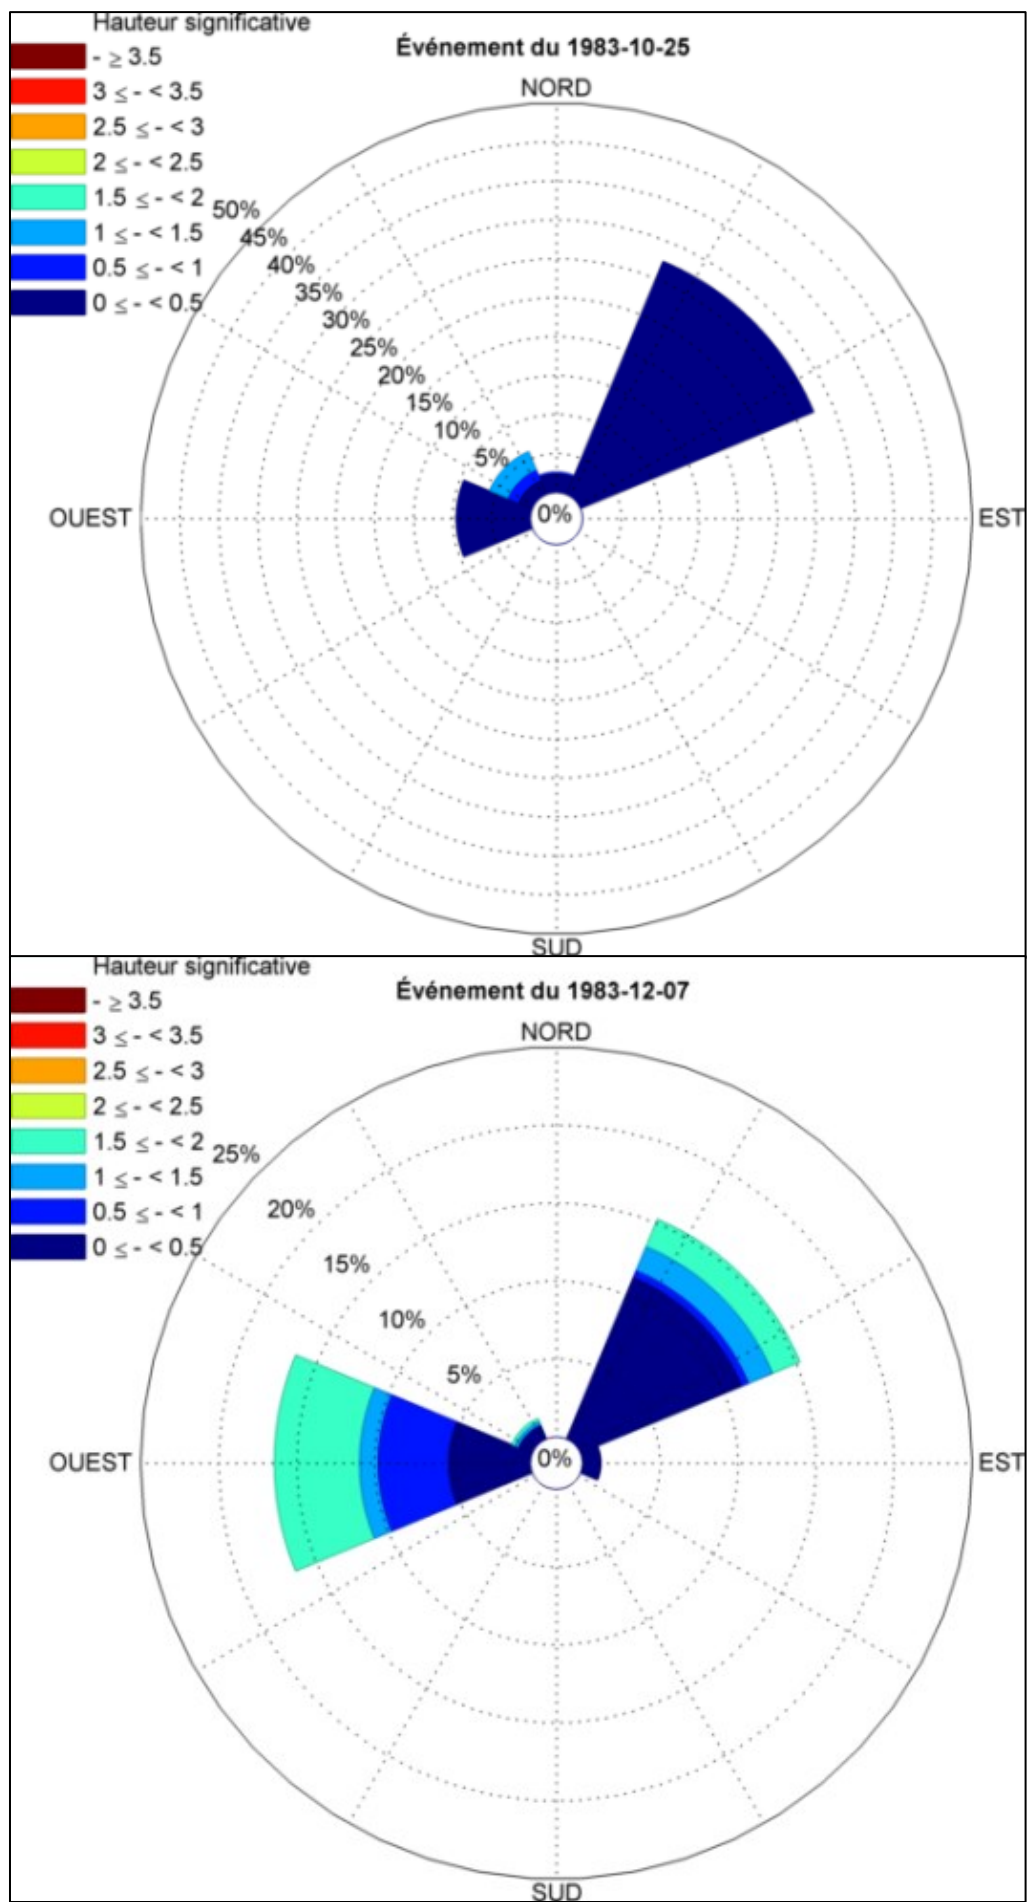 Hauteur significative
Événement du 1983-10-25
- ≥ 3.5
3 ≤ - < 3.5
2.5 ≤ - < 3
2 ≤ - < 2.5
1.5 ≤ - < 2
1 ≤ - < 1.5
0.5 ≤ - < 1
0 ≤ - < 0.5
NORD
50%
45%
40%
35%
30%
25%
20%
15%
10%
5%
0%
OUEST
EST
SUD
Hauteur significative
Événement du 1983-12-07
- ≥ 3.5
3 ≤ - < 3.5
2.5 ≤ - < 3
2 ≤ - < 2.5
1.5 ≤ - < 2
1 ≤ - < 1.5
0.5 ≤ - < 1
0 ≤ - < 0.5
NORD
25%
20%
15%
10%
5%
0%
OUEST
EST
SUD